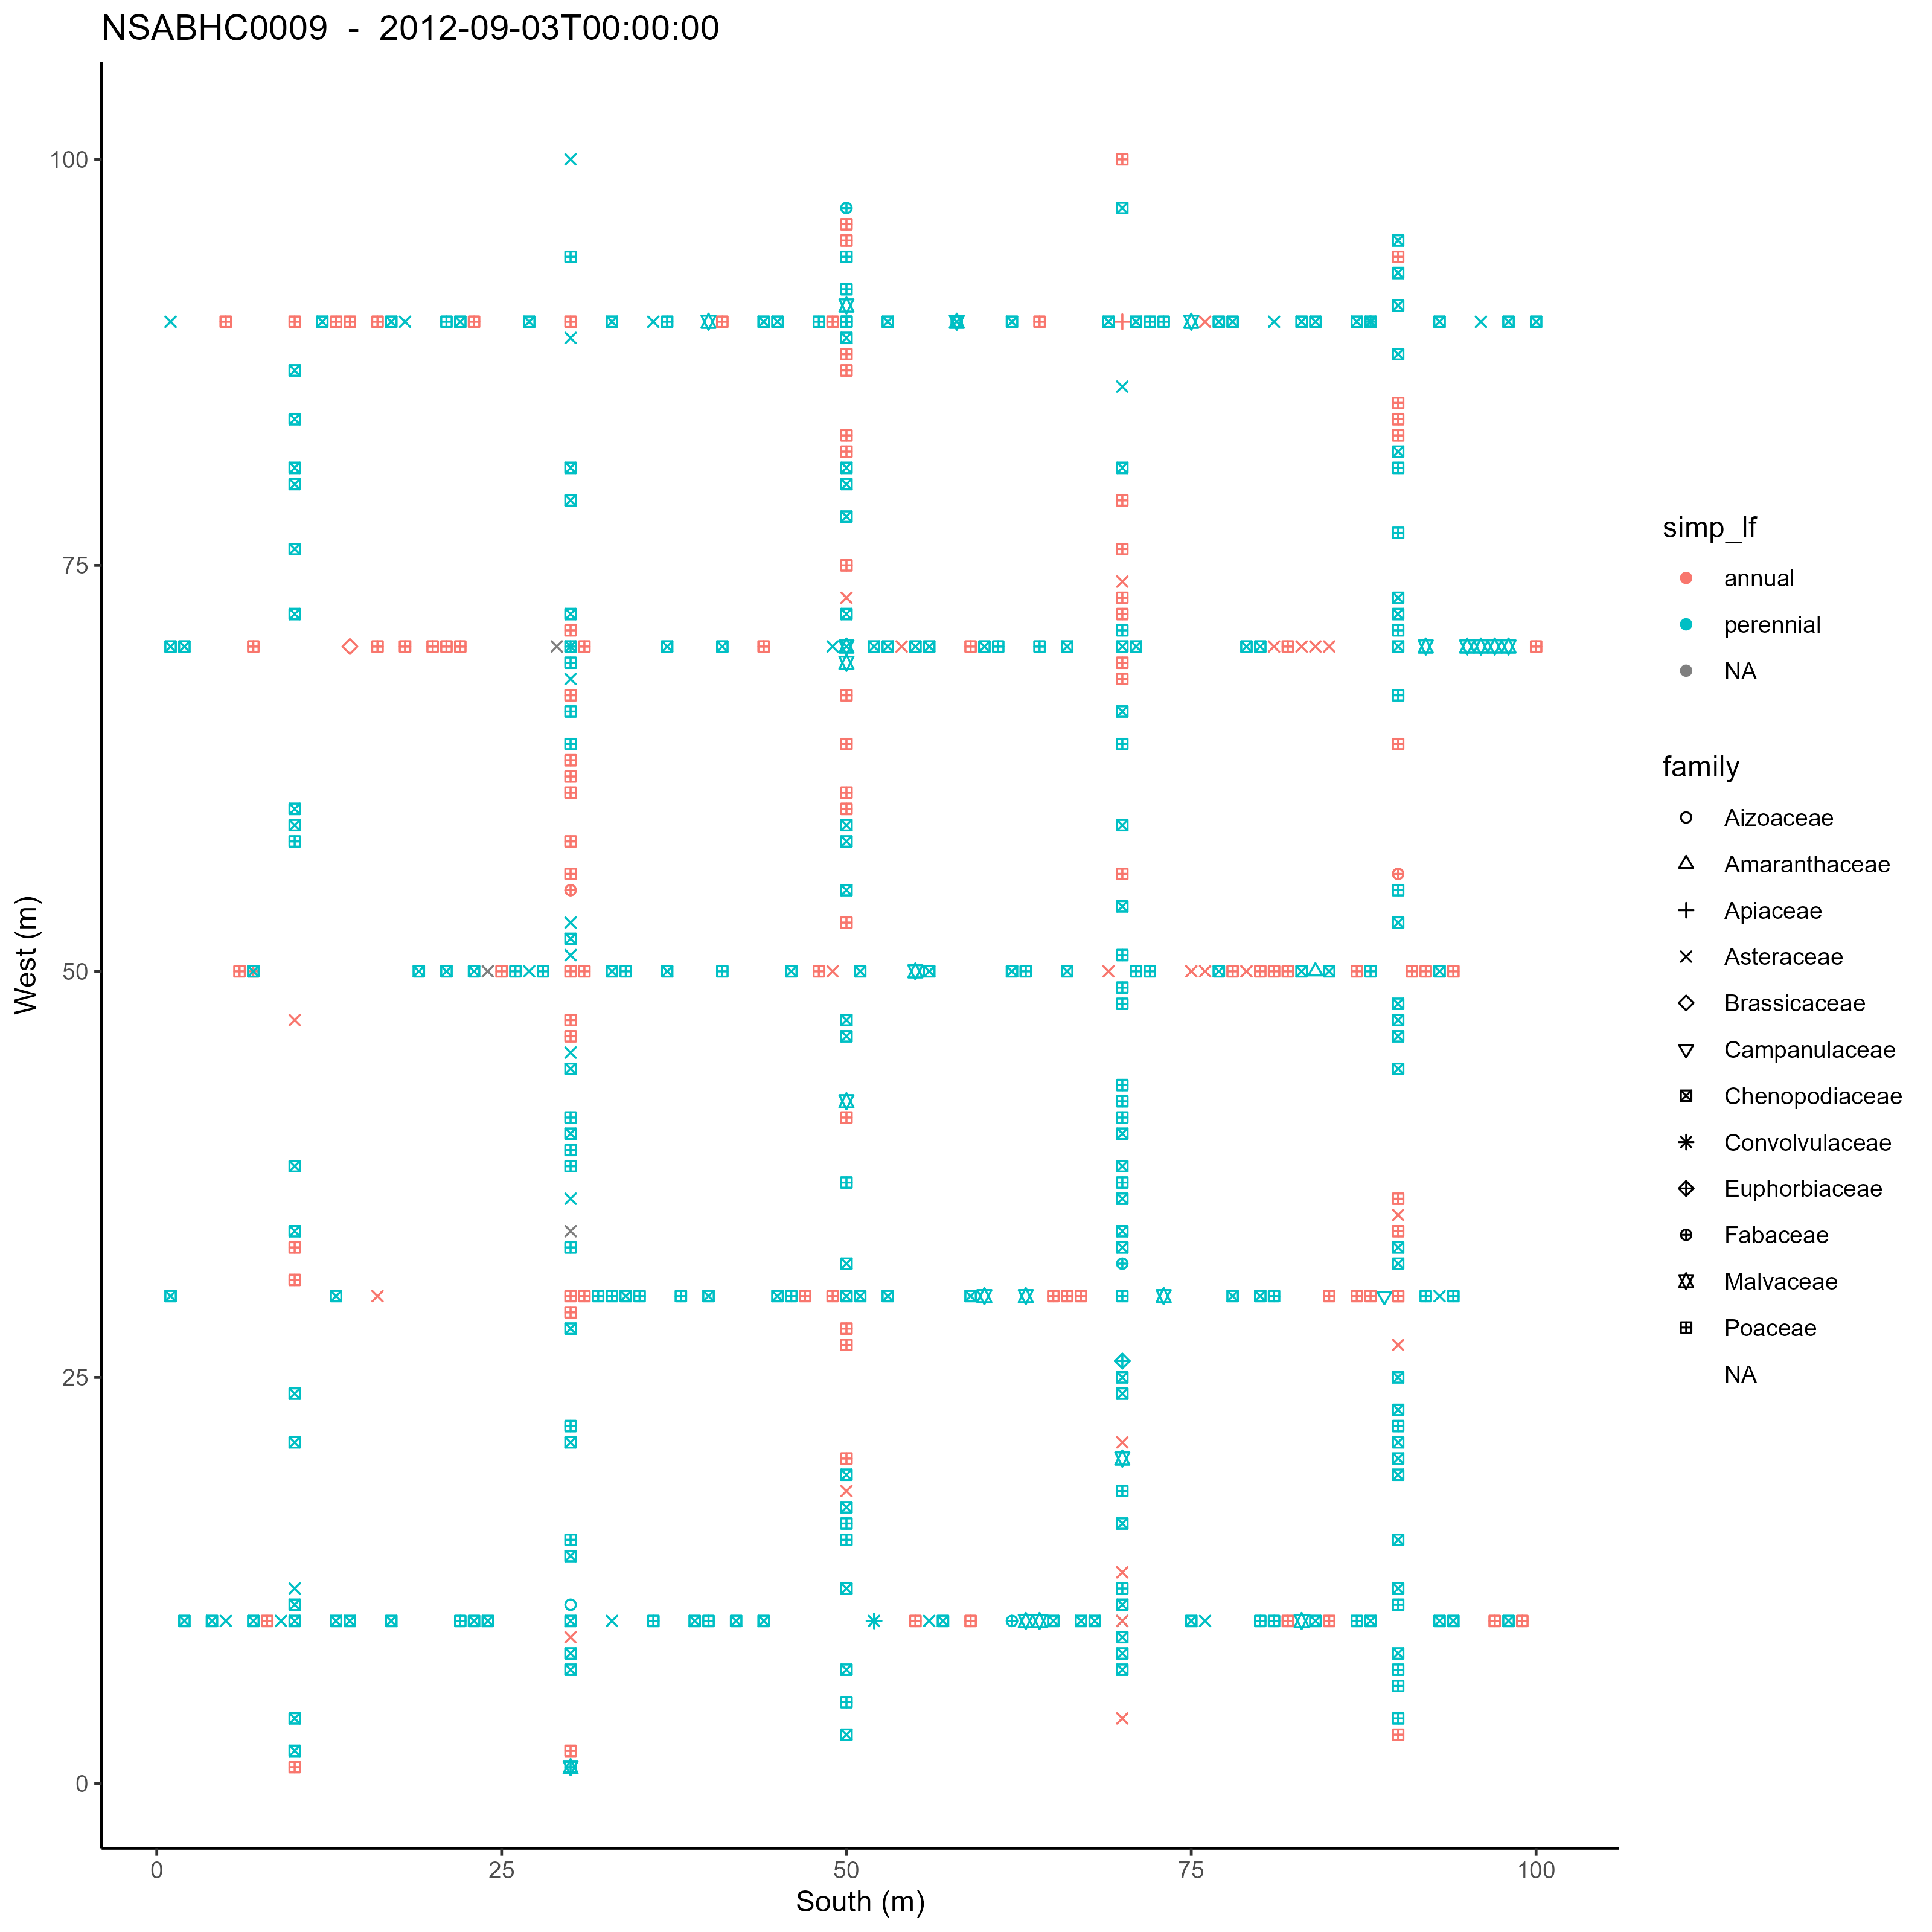 NSABHC0009  -  2012-09-03T00:00:00
100
75
50
25
0
West (m)
0
25
50
75
100
South (m)
simp_lf
annual
perennial
NA
family
Aizoaceae
Amaranthaceae
Apiaceae
Asteraceae
Brassicaceae
Campanulaceae
Chenopodiaceae
Convolvulaceae
Euphorbiaceae
Fabaceae
Malvaceae
Poaceae
NA